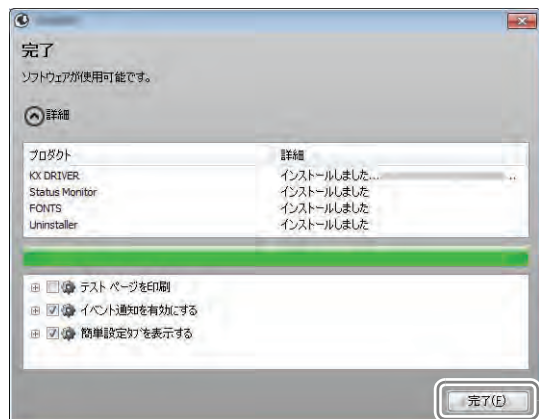 完了
ソフトウェアが使用可能です。
詳細
プロダクト 詳細
KX DRIVER インストールしました... ..
Status Monitor インストールしました
FONTS インストールしました
Uninstaller インストールしました
テスト ページを印刷
イベント通知を有効にする
簡単設定タブを表示する
完了(F)